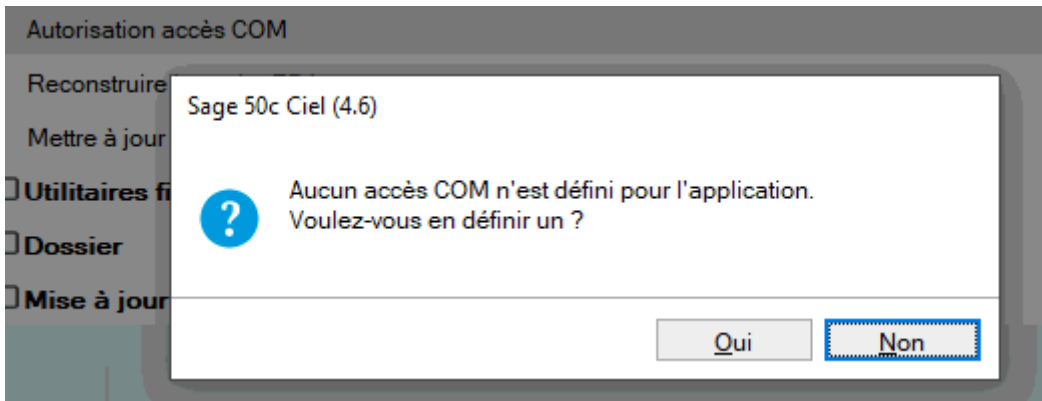 Autorisation accès COM
Reconstruire
Mettre à jour
Utilitaires fi
Dossier
Mise à jour
Sage 50c Ciel (4.6)
Aucun accès COM n'est défini pour l'application.
Voulez-vous en définir un ?
Oui
Non